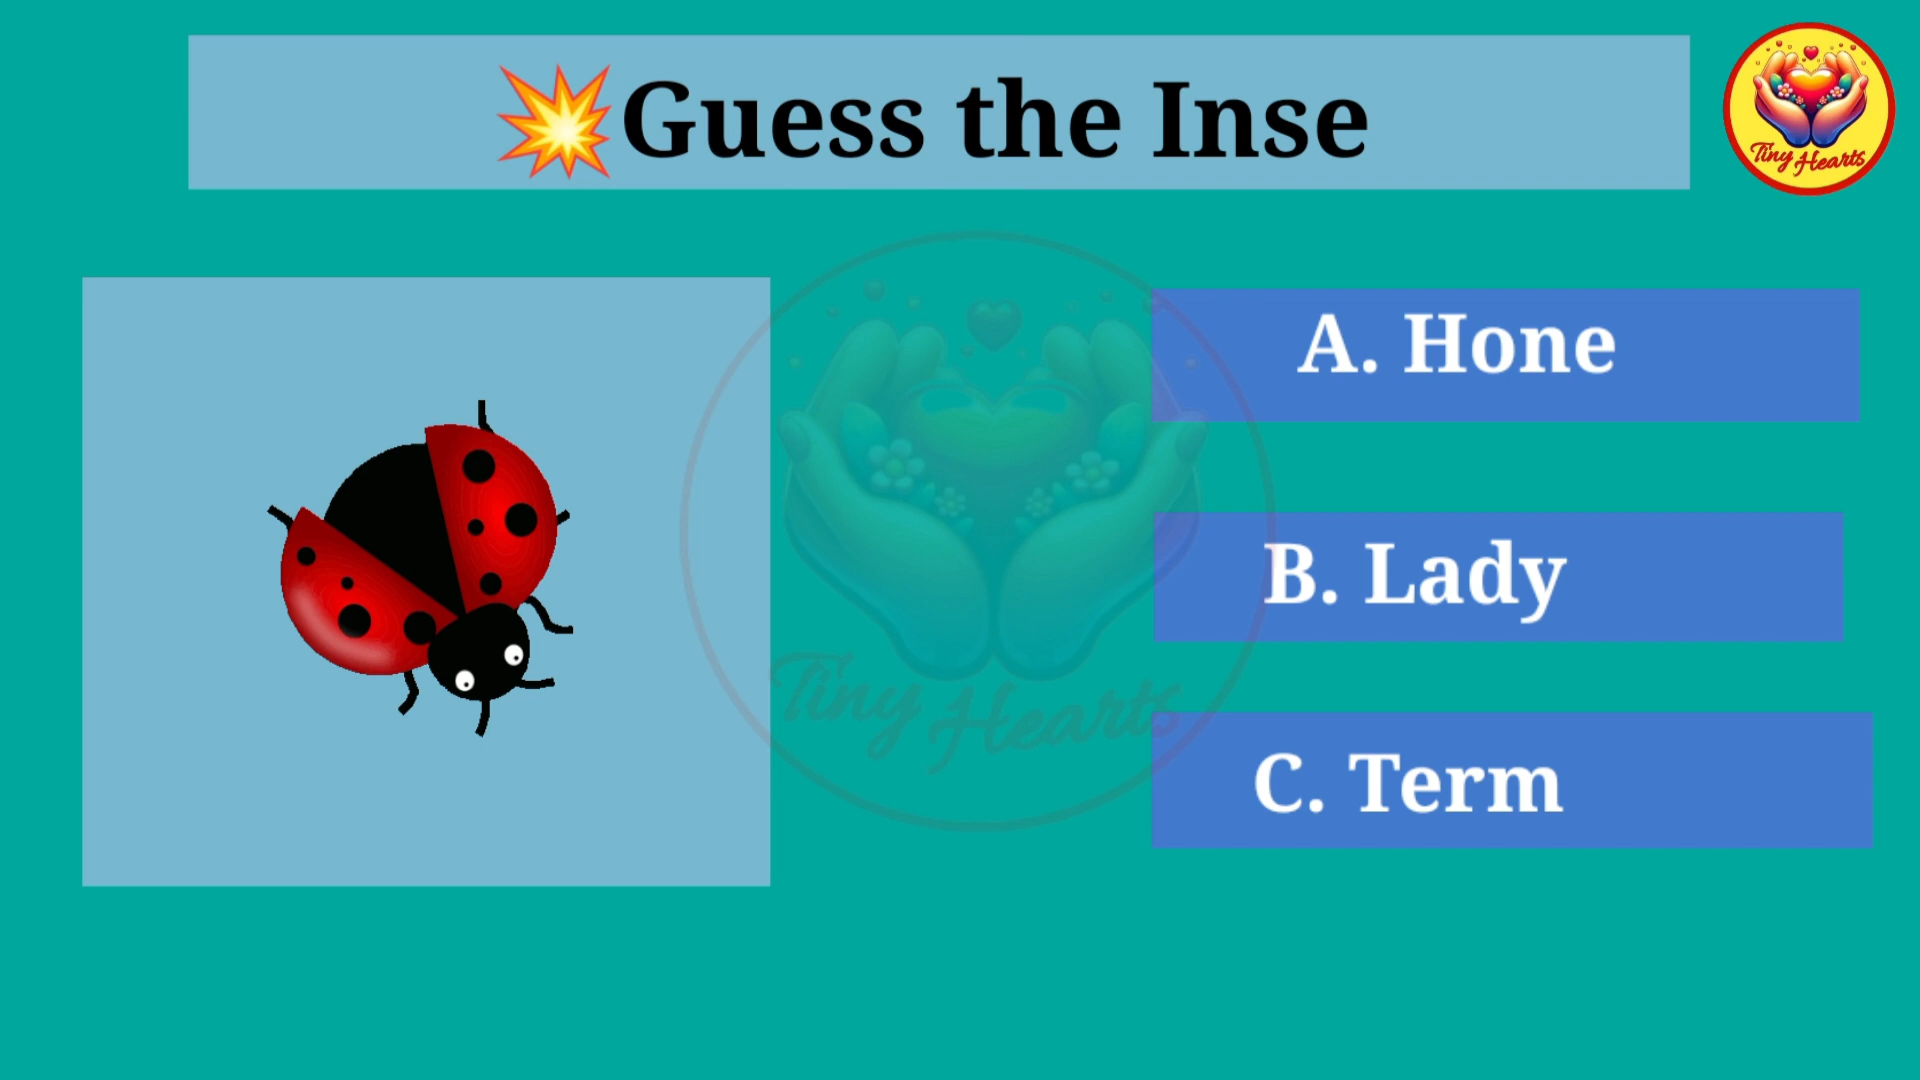 💥Guess the Inse
Tiny Hearts
A. Hone
B. Lady
C. Term
Tiny Hearts